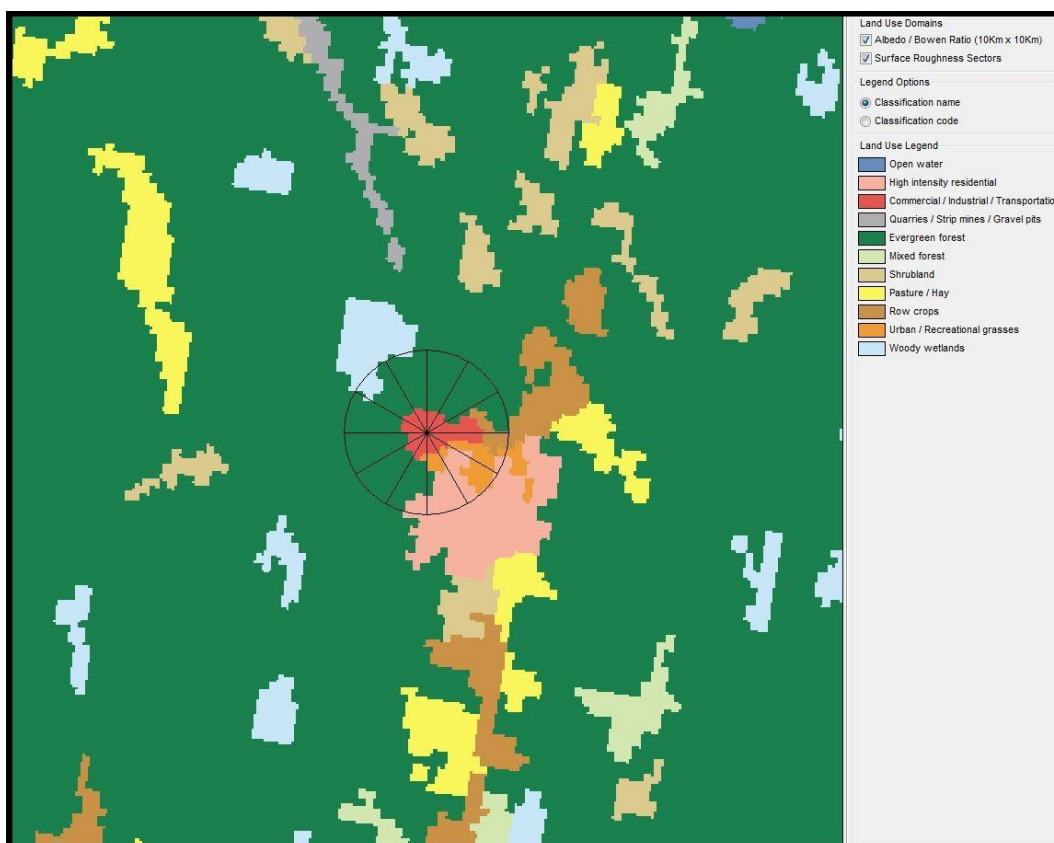 Land Use Domains
Albedo / Bowen Ratio (10Km x 10Km)
Surface Roughness Sectors
Legend Options
Classification name
Classification code
Land Use Legend
Open water
High intensity residential
Commercial / Industrial / Transportatio
Quarries / Strip mines / Gravel pits
Evergreen forest
Mixed forest
Shrubland
Pasture / Hay
Row crops
Urban / Recreational grasses
Woody wetlands